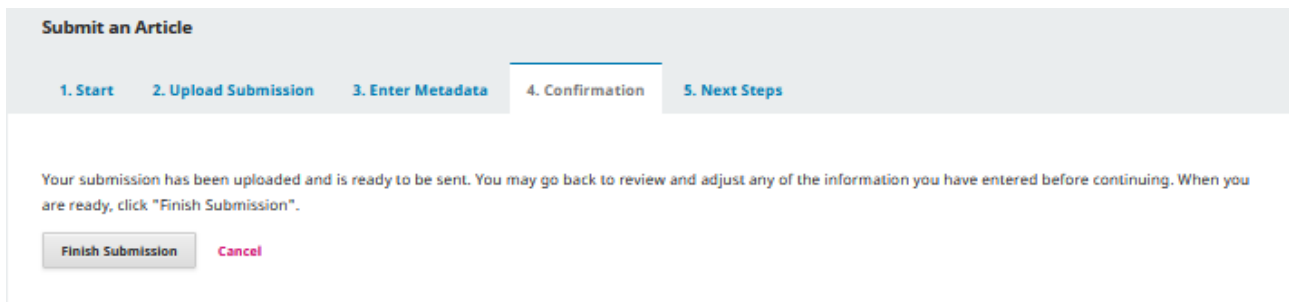 Submit an Article
1. Start 2. Upload Submission 3. Enter Metadata 4. Confirmation 5. Next Steps
Your submission has been uploaded and is ready to be sent. You may go back to review and adjust any of the information you have entered before continuing. When you
are ready, click "Finish Submission".
Finish Submission Cancel